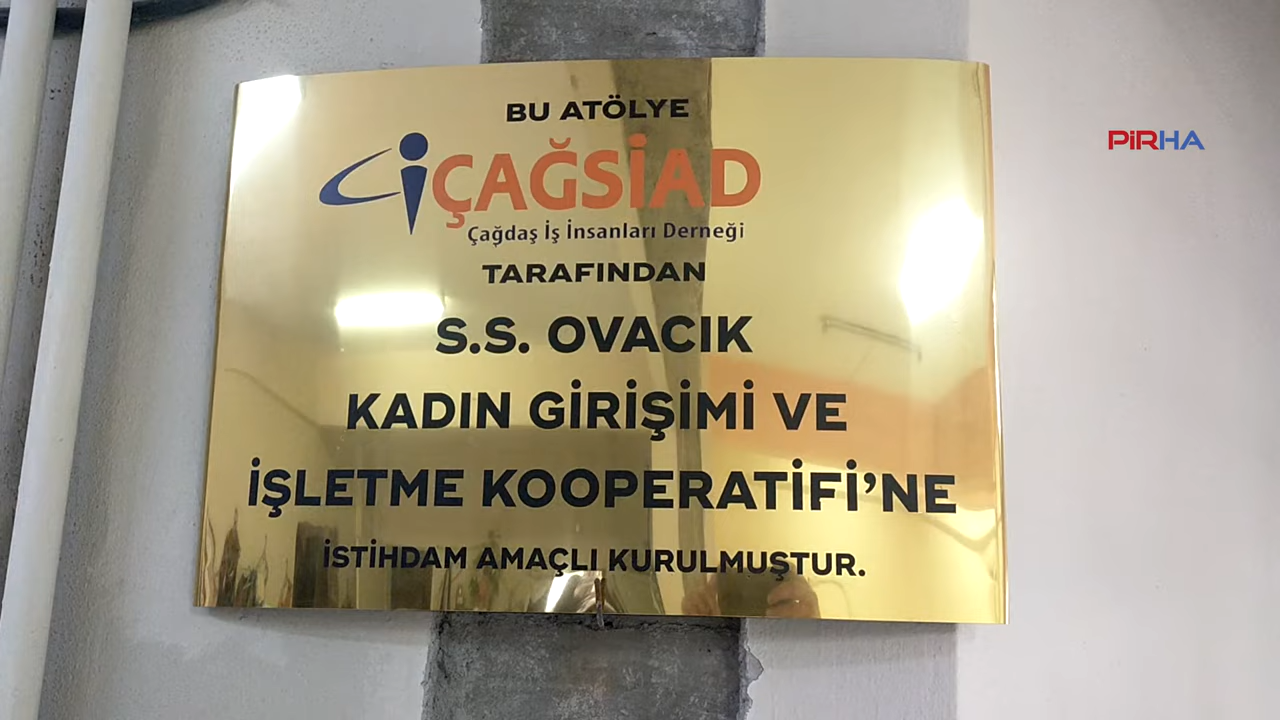 BU ATÖLYE
ÇAĞSİAD
Çağdaş İş İnsanları Derneği
TARAFINDAN
S.S. OVACIK
KADIN GİRİŞİMİ VE
İŞLETME KOOPERATİFİ’NE
İSTİHDAM AMAÇLI KURULMUŞTUR.
PİRHA